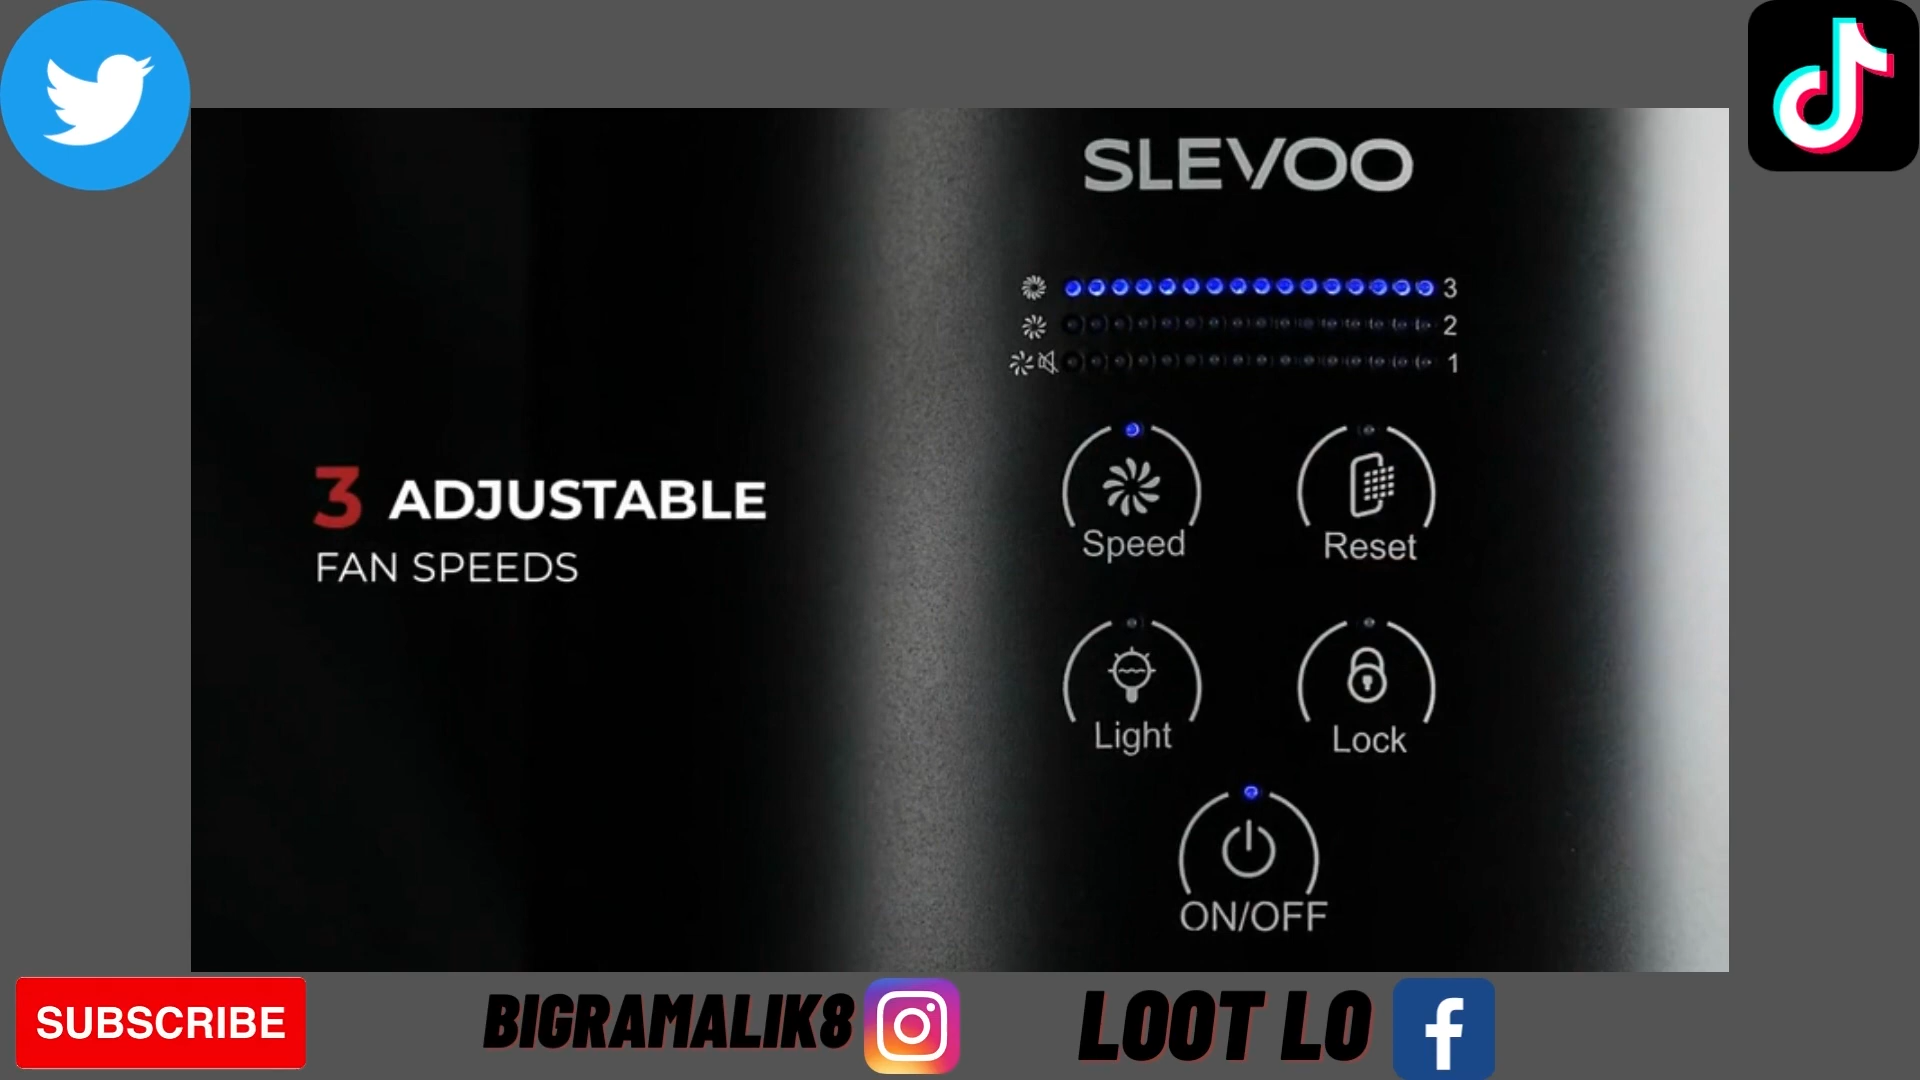 SLEVOO
3
2
1
3 ADJUSTABLE
FAN SPEEDS
Speed
Reset
Light
Lock
ON/OFF
SUBSCRIBE
BIGRAMALIK8
LOOT LO